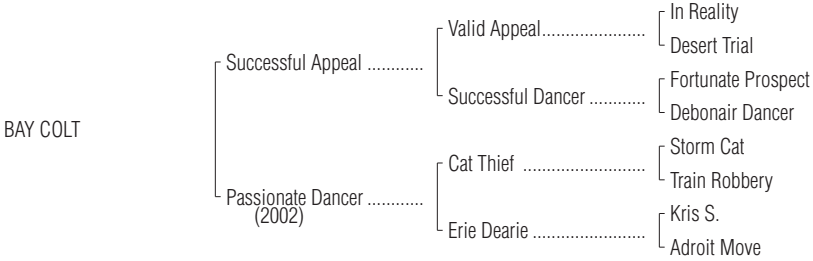 In Reality
Valid Appeal.......................
Desert Trial
Successful Appeal ............
Fortunate Prospect
Successful Dancer ............
Debonair Dancer
BAY COLT
Storm Cat
Cat Thief .........................
Train Robbery
Passionate Dancer ............
(2002)
Kris S.
Erie Dearie .......................
Adroit Move